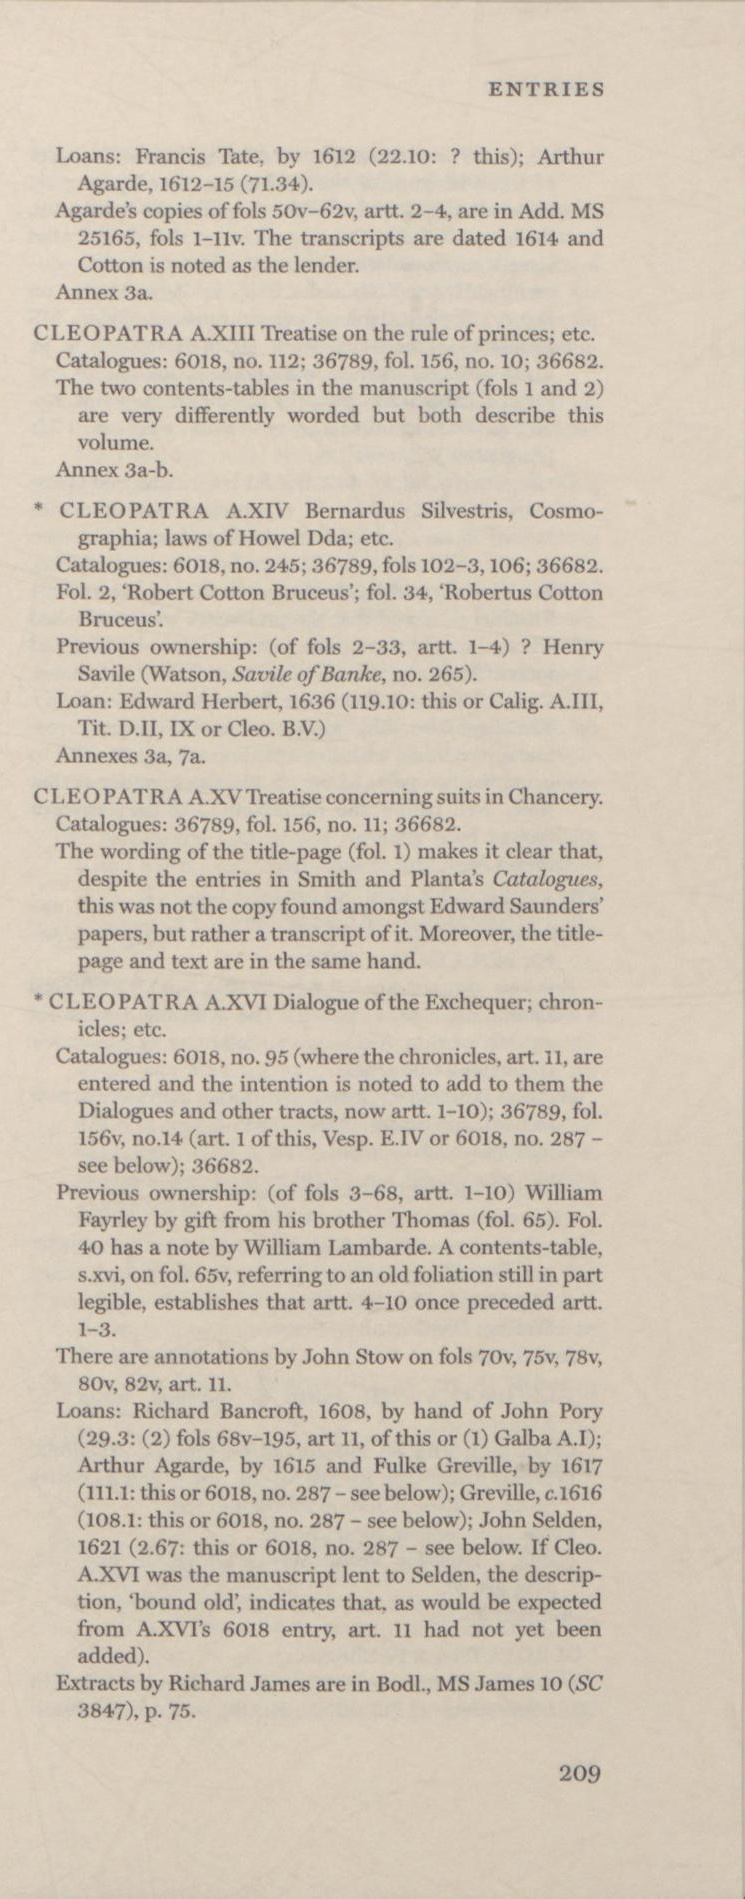 ENTRIES
Loans: Francis Tate, by 1612 (22.10: ? this); Arthur
Agarde, 1612–15 (71.34).
Agarde's copies of fols 50v–62v, artt. 2–4, are in Add. MS
25165, fols 1–11v. The transcripts are dated 1614 and
Cotton is noted as the lender.
Annex 3a.
CLEOPATRA A.XIII Treatise on the rule of princes; etc.
Catalogues: 6018, no. 112; 36789, fol. 156, no. 10; 36682.
The two contents-tables in the manuscript (fols 1 and 2)
are very differently worded but both describe this
volume.
Annex 3a-b.
* CLEOPATRA A.XIV Bernardus Silvestris, Cosmo-
graphia; laws of Howel Dda; etc.
Catalogues: 6018, no. 245; 36789, fols 102–3, 106; 36682.
Fol. 2, 'Robert Cotton Bruceus'; fol. 34, 'Robertus Cotton
Bruceus'.
Previous ownership: (of fols 2–33, artt. 1–4) ? Henry
Savile (Watson, Savile of Banke, no. 265).
Loan: Edward Herbert, 1636 (119.10: this or Calig. A.III,
Tit. D.II, IX or Cleo. B.V.)
Annexes 3a, 7a.
CLEOPATRA A.XV Treatise concerning suits in Chancery.
Catalogues: 36789, fol. 156, no. 11; 36682.
The wording of the title-page (fol. 1) makes it clear that,
despite the entries in Smith and Planta's Catalogues,
this was not the copy found amongst Edward Saunders'
papers, but rather a transcript of it. Moreover, the title-
page and text are in the same hand.
* CLEOPATRA A.XVI Dialogue of the Exchequer; chron-
icles; etc.
Catalogues: 6018, no. 95 (where the chronicles, art. 11, are
entered and the intention is noted to add to them the
Dialogues and other tracts, now artt. 1–10); 36789, fol.
156v, no.14 (art. 1 of this, Vesp. E.IV or 6018, no. 287 –
see below); 36682.
Previous ownership: (of fols 3–68, artt. 1–10) William
Fayrley by gift from his brother Thomas (fol. 65). Fol.
40 has a note by William Lambarde. A contents-table,
s.xvi, on fol. 65v, referring to an old foliation still in part
legible, establishes that artt. 4–10 once preceded artt.
1–3.
There are annotations by John Stow on fols 70v, 75v, 78v,
80v, 82v, art. 11.
Loans: Richard Bancroft, 1608, by hand of John Pory
(29.3: (2) fols 68v–195, art 11, of this or (1) Galba A.I);
Arthur Agarde, by 1615 and Fulke Greville, by 1617
(111.1: this or 6018, no. 287 – see below); Greville, c.1616
(108.1: this or 6018, no. 287 – see below); John Selden,
1621 (2.67: this or 6018, no. 287 – see below. If Cleo.
A.XVI was the manuscript lent to Selden, the descrip-
tion, 'bound old', indicates that, as would be expected
from A.XVI's 6018 entry, art. 11 had not yet been
added).
Extracts by Richard James are in Bodl., MS James 10 (SC
3847), p. 75.
209